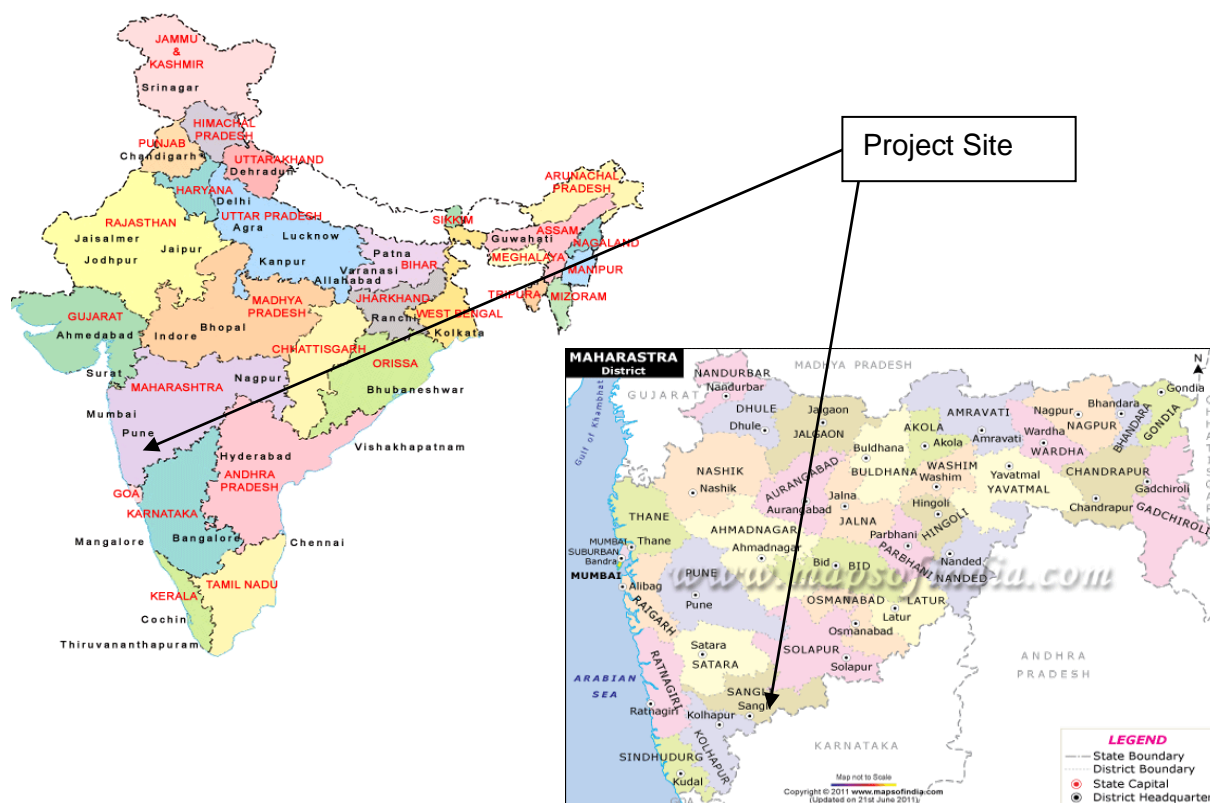 JAMMU
&
KASHMIR
Srinagar
HIMACHAL
PRADESH
PUNJAB
Chandigarh
UTTARAKHAND
Dehradun
HARYANA
Delhi
RAJASTHAN
UTTAR PRADESH
Agra
Lucknow
Jaisalmer
Jaipur
Jodhpur
Kanpur
Allahabad
Varanasi
Patna
BIHAR
SIKKIM
ARUNACHAL
PRADESH
ASSAM
Guwahati
NAGALAND
MEGHALAYA
MANIPUR
TRIPURA
MIZORAM
GUJARAT
Ahmedabad
MADHYA
PRADESH
Bhopal
Indore
JHARKHAND
Ranchi
WEST BENGAL
Kolkata
CHHATTISGARH
ORISSA
Bhubaneshwar
Surat
MAHARASHTRA
Nagpur
Mumbai
Pune
Hyderabad
Vishakhapatnam
ANDHRA
PRADESH
GOA
KARNATAKA
Mangalore
Bangalore
Chennai
TAMIL NADU
KERALA
Cochin
Thiruvananthapuram
Project Site
MAHARASTRA
District
MADHYA PRADESH
N
GUJARAT
Gulf of Khambhat
CHHATISGARH
NANDURBAR
Nandurbar
DHULE
Dhule
Jalgaon
JALGAON
AMRAVATI
Amravati
AKOLA
Akola
Nagpur
NAGPUR
Bhandara
BHANDARA
Gondia
GONDIA
Wardha
WARDHA
Buldhana
BULDHANA
WASHIM
Washim
Yavatmal
YAVATMAL
CHANDRAPUR
Chandrapur
Gadchiroli
GADCHIROLI
NASHIK
Nashik
AURANGABAD
Aurangabad
Jalna
JALNA
Hingoli
HINGOLI
Parbhani
PARBHANI
Nanded
NANDED
THANE
Thane
MUMBAI
SUBURBAN
Bandra
MUMBAI
AHMADNAGAR
Ahmadnagar
Bid
BID
www.mapsofindia.com
PUNE
Pune
Alibag
RAIGARH
OSMANABAD
Osmanabad
LATUR
Latur
Satara
SATARA
SOLAPUR
Solapur
ANDHRA
PRADESH
ARABIAN
SEA
RATNAGIRI
Ratnagiri
SANGLI
Sangli
Kolhapur
KOLHAPUR
SINDHUDURG
Kudal
KARNATAKA
GOA
LEGEND
State Boundary
District Boundary
State Capital
District Headquarter
Map not to Scale
Copyright © 2011 www.mapsofindia.com
(Updated on 21st June 2011)